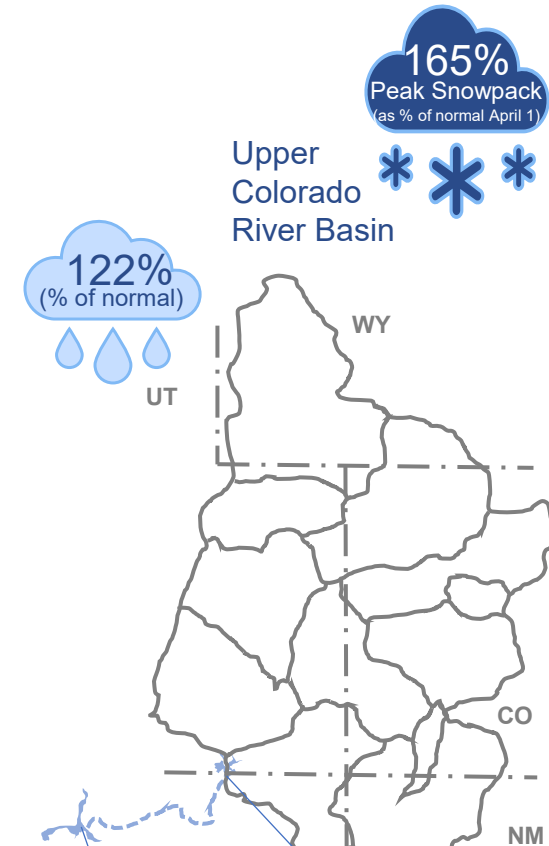 165%
Peak Snowpack
(as % of normal April 1)
Upper
Colorado
River Basin
122%
(% of normal)
WY
UT
CO
NM